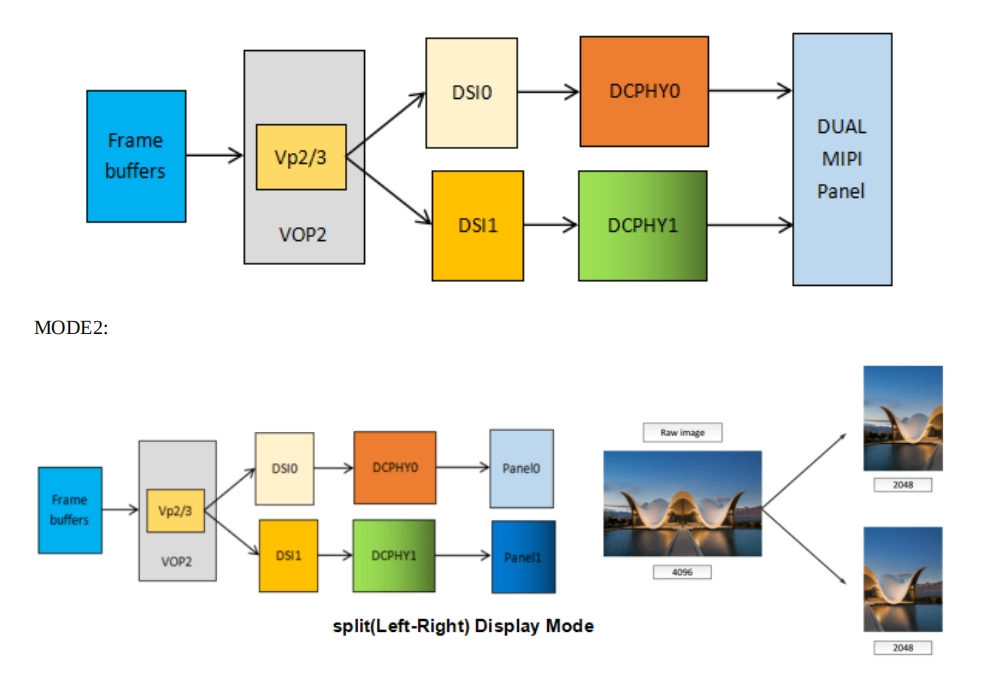 Frame
buffers
Vp2/3
VOP2
DSI0
DCPHY0
DSI1
DCPHY1
DUAL
MIPI
Panel
MODE2:
Frame
buffers
Vp2/3
VOP2
DSI0
DCPHY0
Panel0
DSI1
DCPHY1
Panel1
Raw image
4096
2048
2048
split(Left-Right) Display Mode